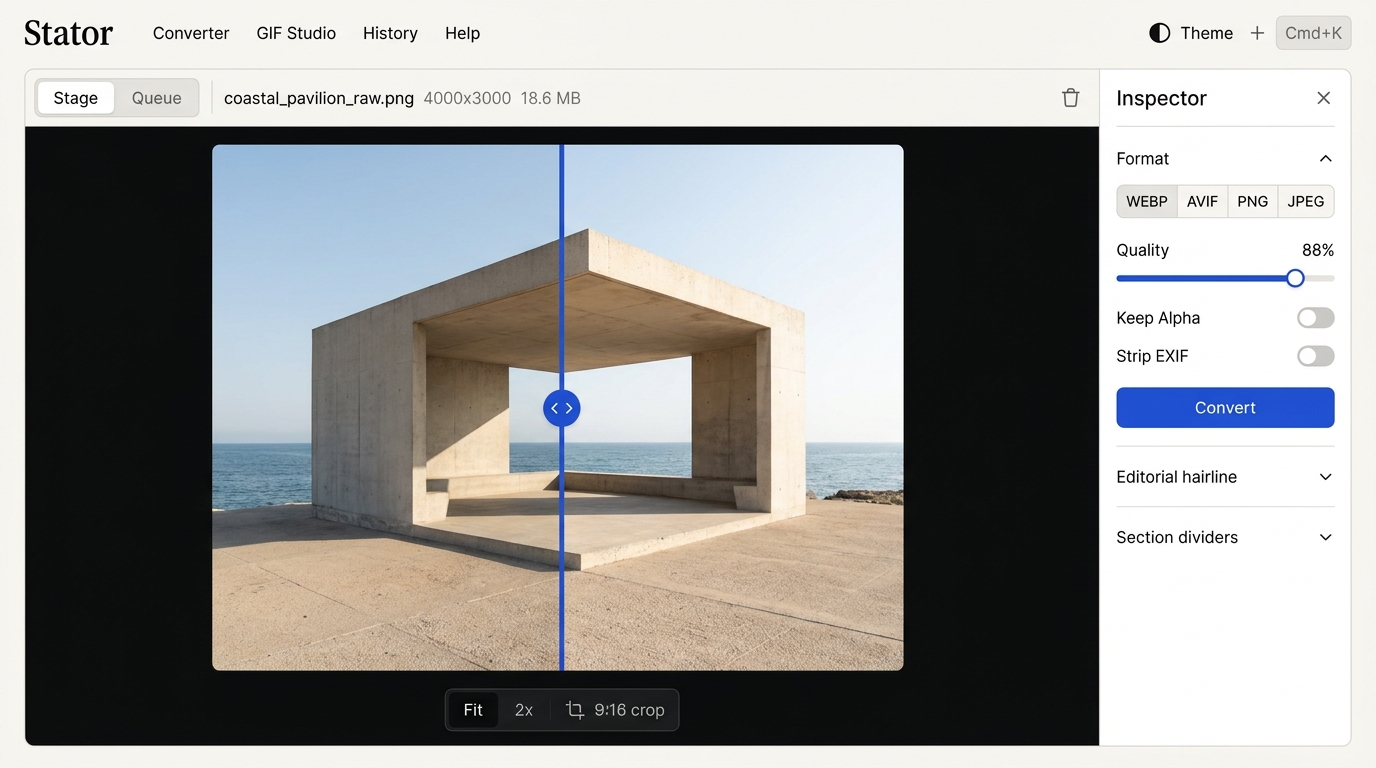 Stator Converter GIF Studio History Help Theme Cmd+K
Stage Queue coastal_pavilion_raw.png 4000x3000 18.6 MB
Inspector
Format
WEBP AVIF PNG JPEG
Quality 88%
Keep Alpha
Strip EXIF
Convert
Editorial hairline
Section dividers
Fit 2x 9:16 crop